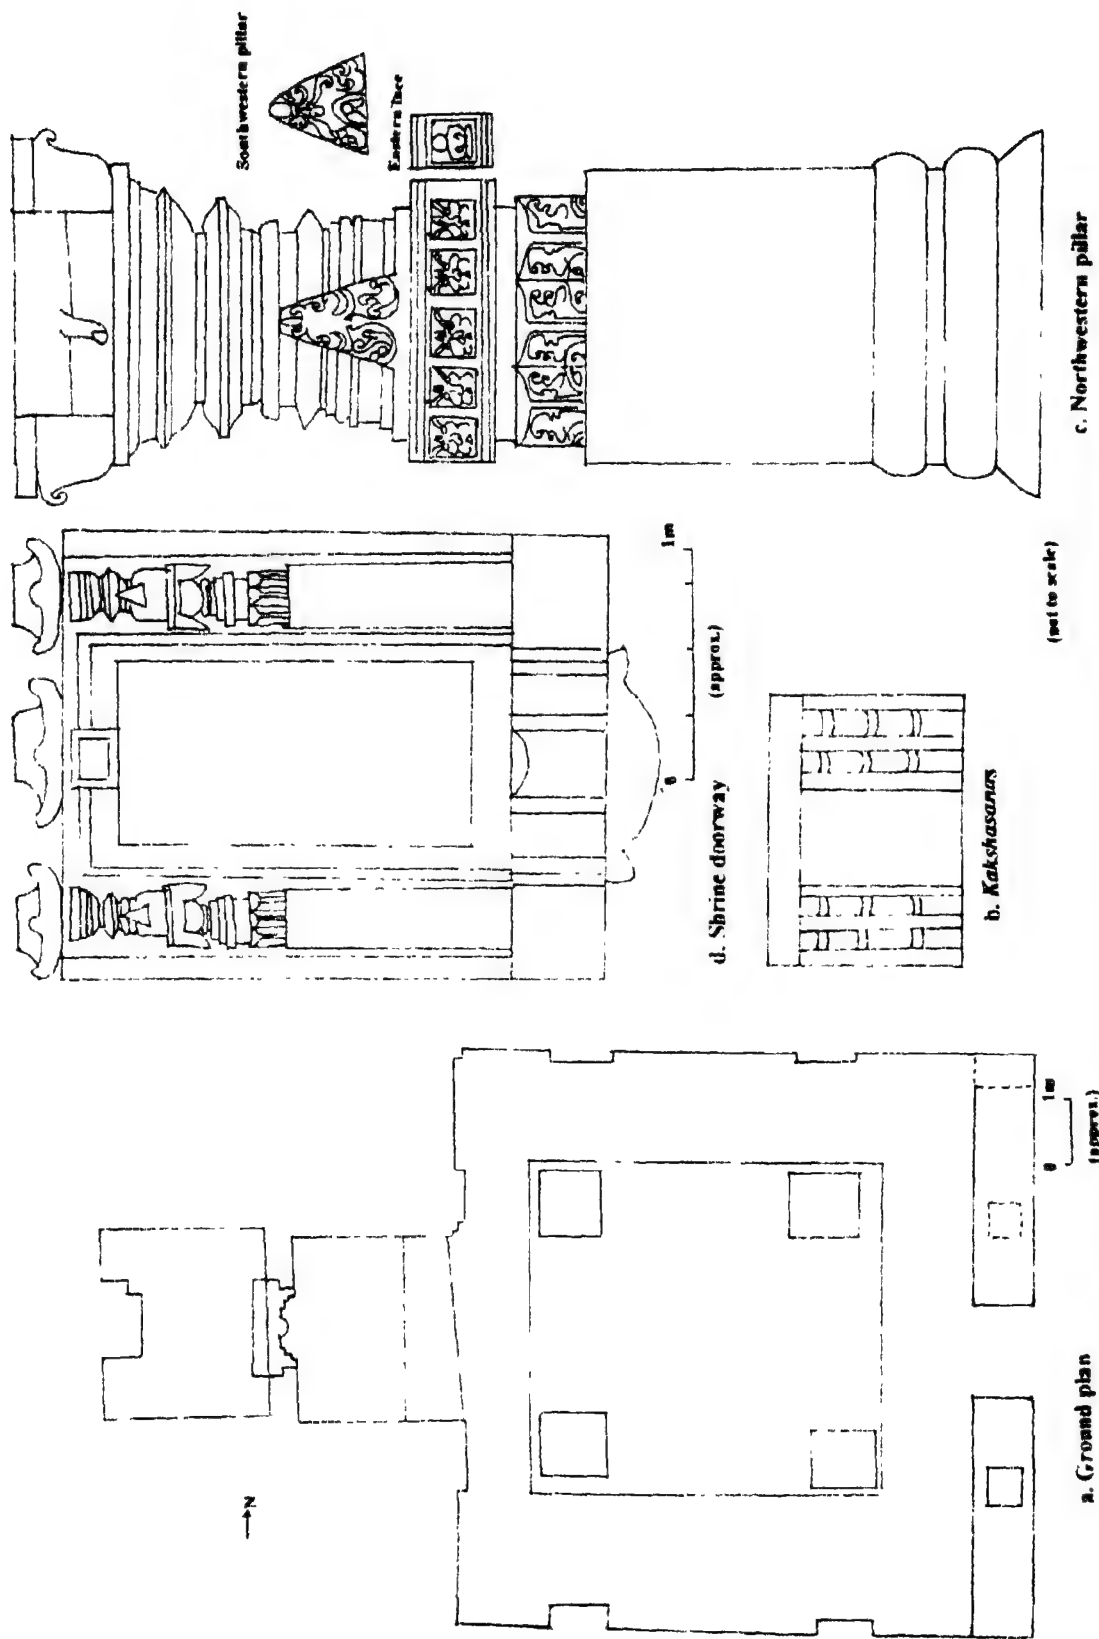 Southwestern pillar
Eastern face
c. Northwestern pillar
(not to scale)
0
1m
(approx.)
d. Shrine doorway
b. Kakshasanas
N
0
1m
(approx.)
a. Ground plan